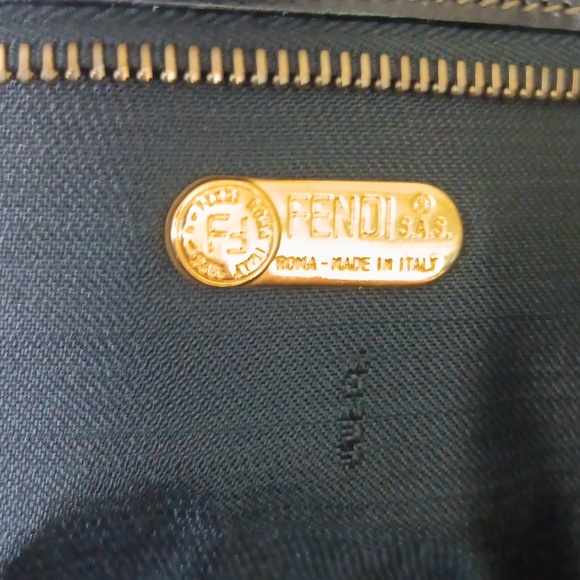 FENDI® S.A.S.
ROMA - MADE IN ITALY